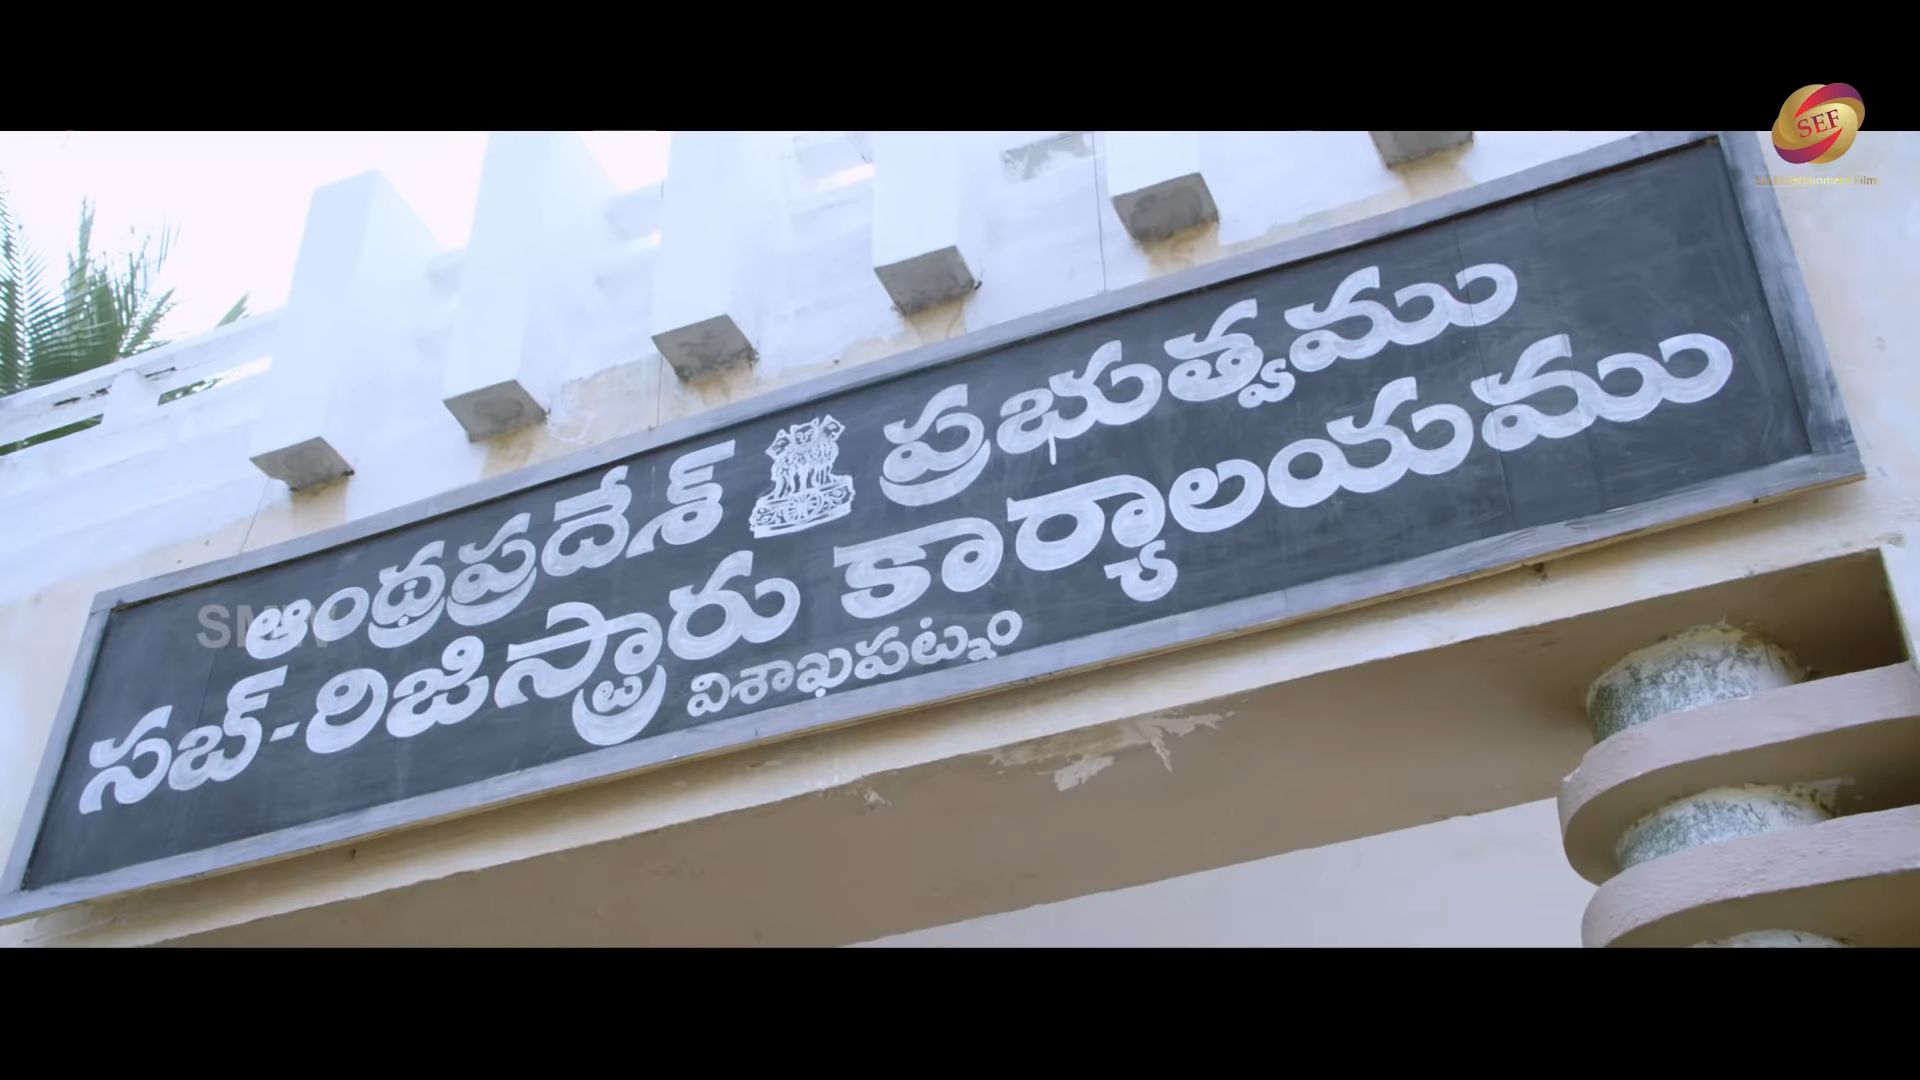 SEF
ఆంధ్రప్రదేశ్ ప్రభుత్వము
సబ్-రిజిస్ట్రారు కార్యాలయము
విశాఖపట్నం